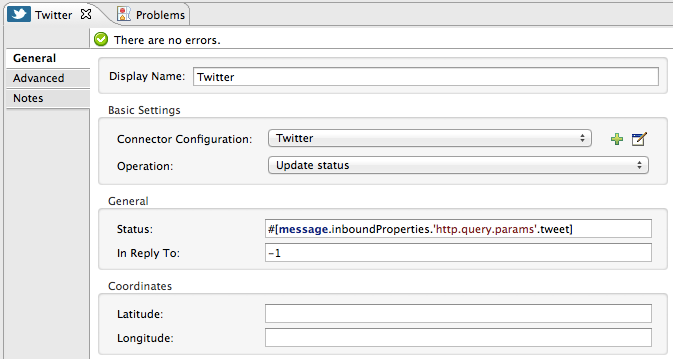 Twitter Problems
There are no errors.
General
Advanced
Notes
Display Name: Twitter
Basic Settings
Connector Configuration: Twitter
Operation: Update status
General
Status: #[message.inboundProperties.'http.query.params'.tweet]
In Reply To: -1
Coordinates
Latitude:
Longitude: